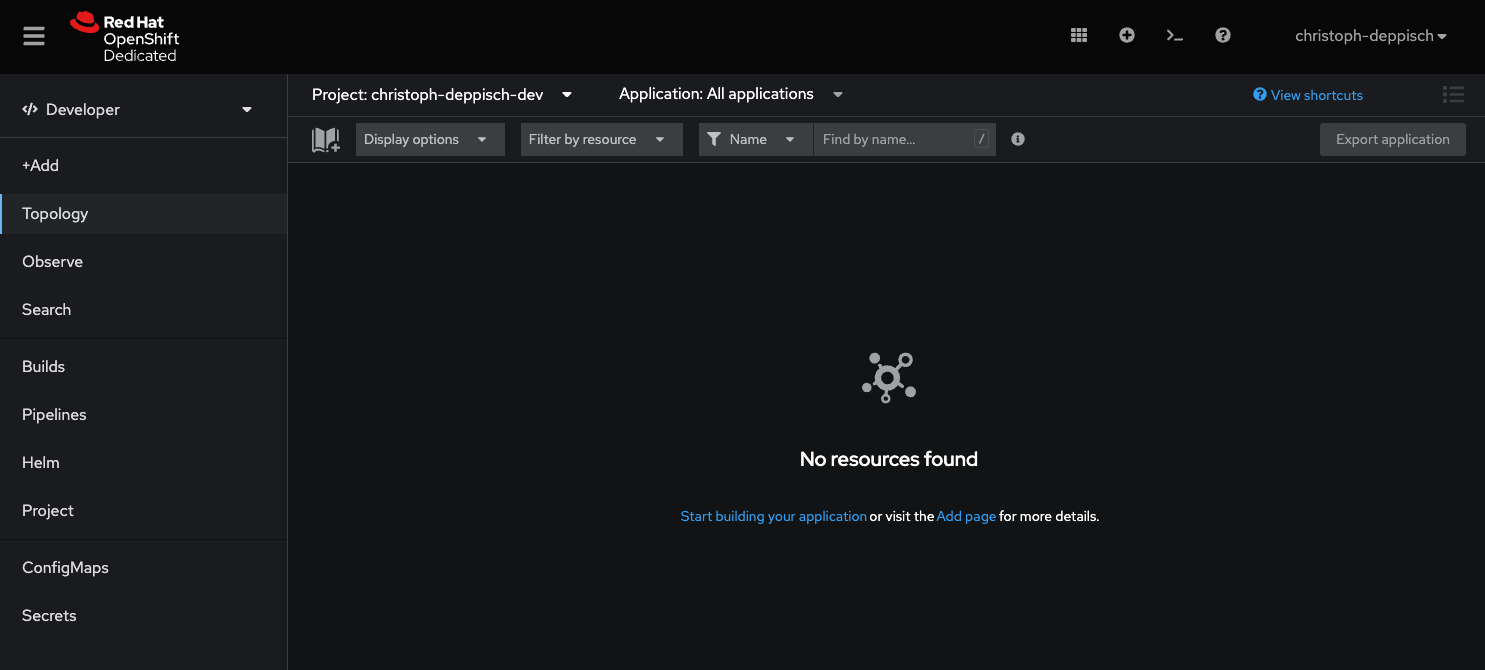 Red Hat
OpenShift
Dedicated
christoph-deppisch
Developer
Project: christoph-deppisch-dev
Application: All applications
View shortcuts
Display options
Filter by resource
Name
Find by name...
/
Export application
+Add
Topology
Observe
Search
Builds
Pipelines
Helm
Project
ConfigMaps
Secrets
No resources found
Start building your application or visit the Add page for more details.